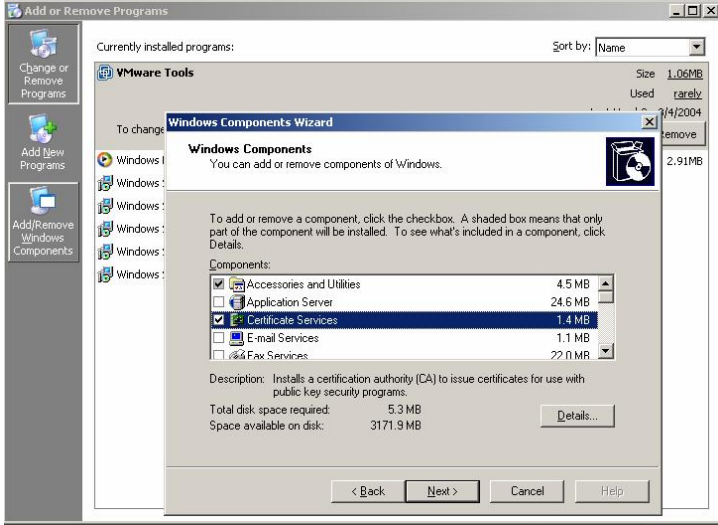 Add or Remove Programs
Change or
Remove
Programs
Add New
Programs
Add/Remove
Windows
Components
Currently installed programs:
Sort by: Name
VMware Tools
Size 1.06MB
Used rarely
/4/2004
To change
emove
Windows
2.91MB
Windows
Windows
Windows
Windows
Windows
Windows Components Wizard
Windows Components
You can add or remove components of Windows.
To add or remove a component, click the checkbox. A shaded box means that only
part of the component will be installed. To see what's included in a component, click
Details.
Components:
Accessories and Utilities 4.5 MB
Application Server 24.6 MB
Certificate Services 1.4 MB
E-mail Services 1.1 MB
Fax Services 22.0 MB
Description: Installs a certification authority (CA) to issue certificates for use with
public key security programs.
Total disk space required: 5.3 MB
Space available on disk: 3171.9 MB
Details...
< Back Next > Cancel Help